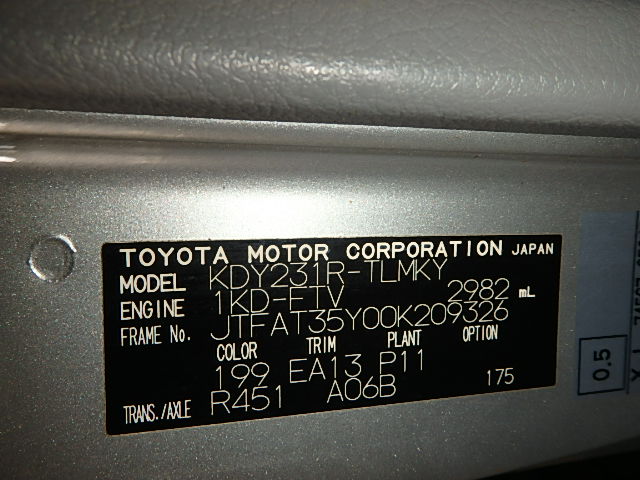 TOYOTA MOTOR CORPORATION JAPAN
MODEL KDY231R-TLMKY
ENGINE 1KD-FTV 2982 mL
FRAME No. JTFAT35Y00K209326
COLOR TRIM PLANT OPTION
199 EA13 P11
TRANS./AXLE R451 A06B 175
0.5